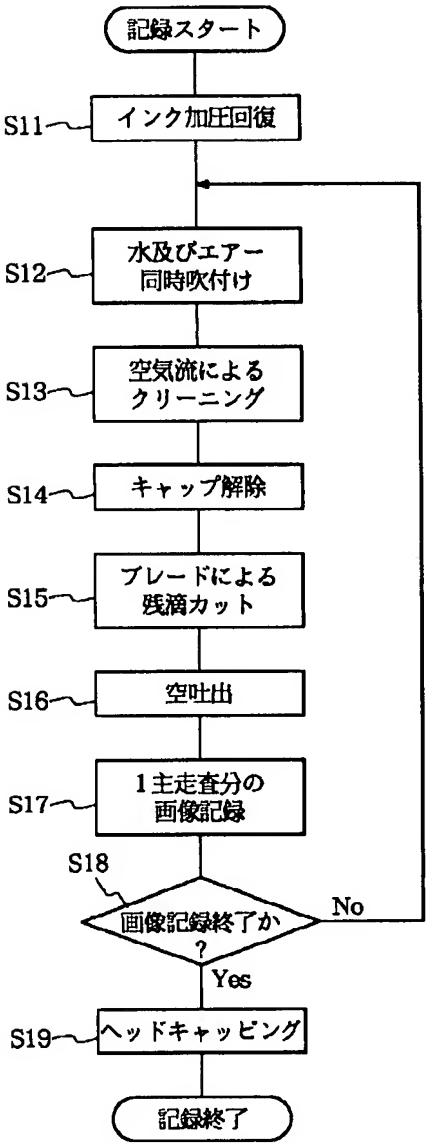 記録スタート
S11
インク加圧回復
S12
水及びエアー
同時吹付け
S13
空気流による
クリーニング
S14
キャップ解除
S15
ブレードによる
残滴カット
S16
空吐出
S17
1主走査分の
画像記録
S18
画像記録終了か
?
No
Yes
S19
ヘッドキャッピング
記録終了